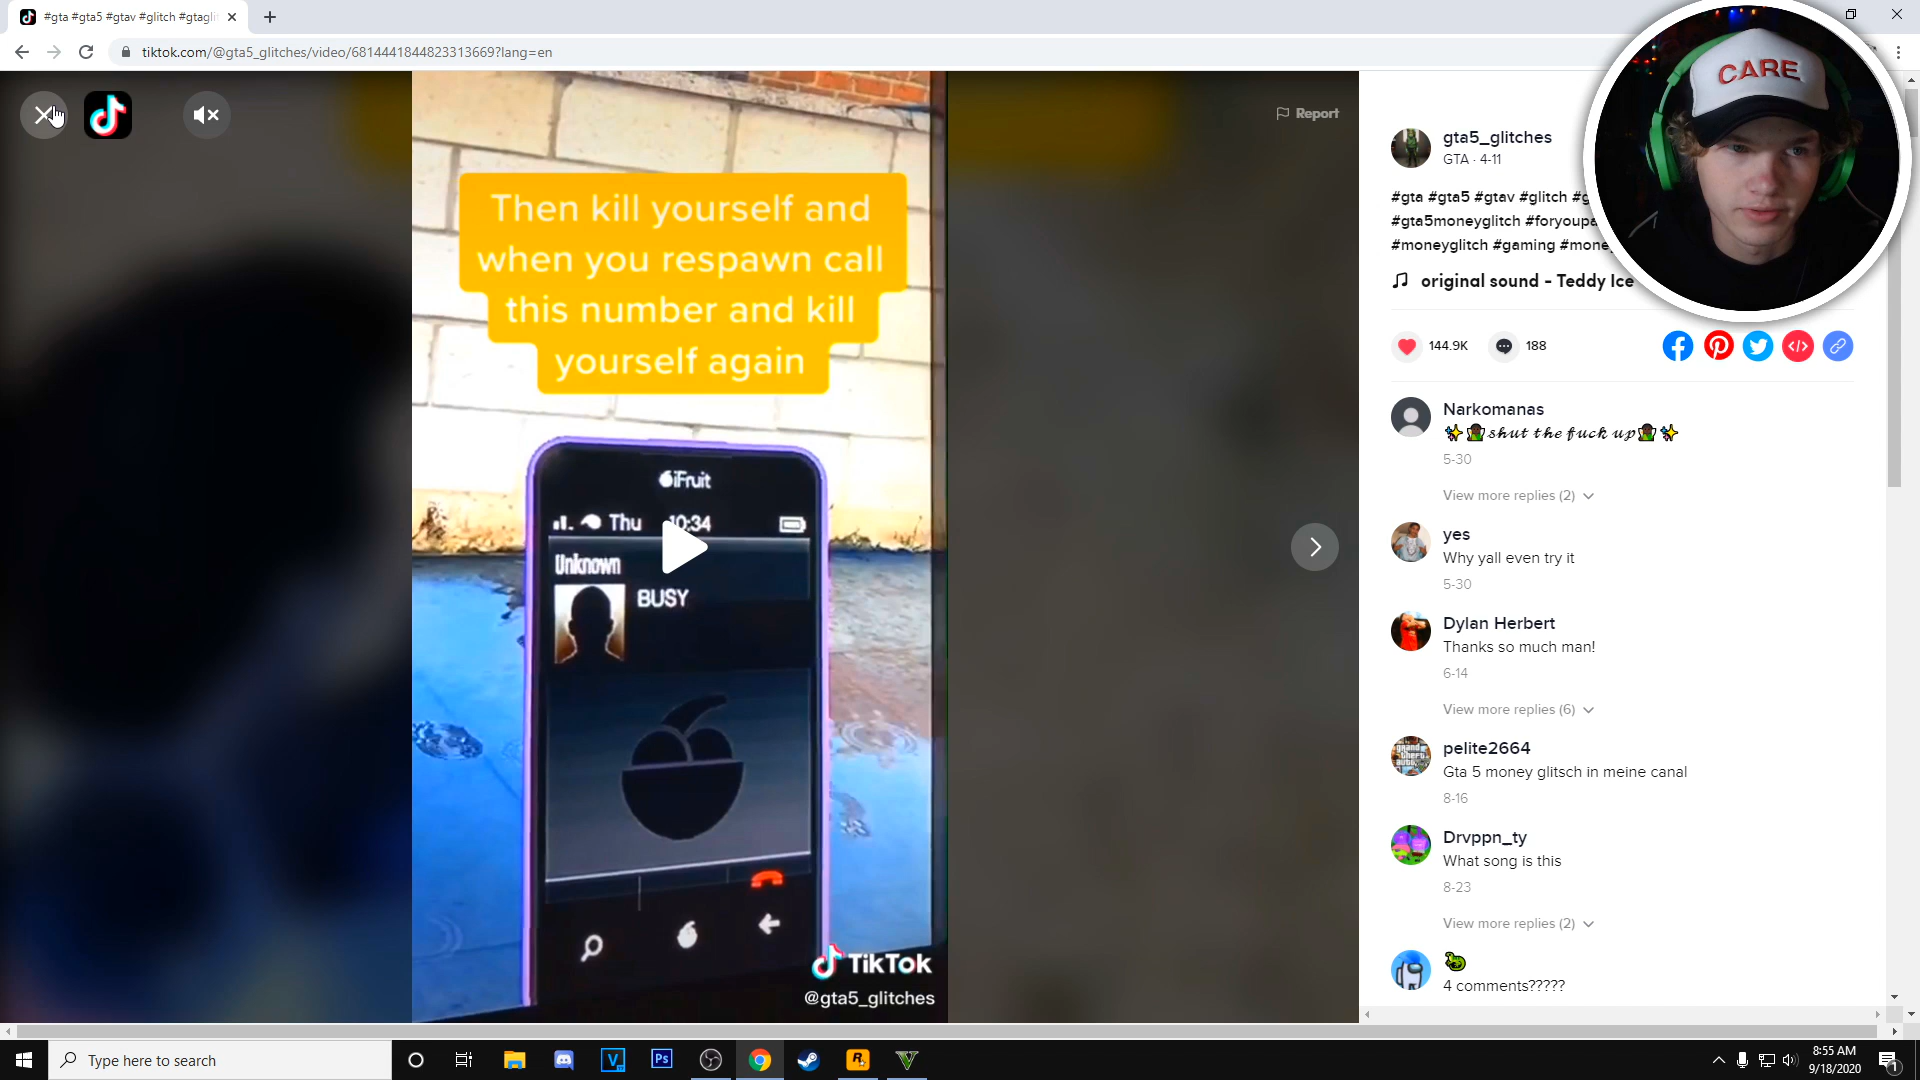 #gta #gta5 #gtav #glitch #gtagli
tiktok.com/@gta5_glitches/video/6814441844823313669?lang=en
CARE
Report
Then kill yourself and
when you respawn call
this number and kill
yourself again
iFruit
Thu 10:34
Unknown
BUSY
TikTok
@gta5_glitches
gta5_glitches
GTA · 4-11
#gta #gta5 #gtav #glitch
#gta5moneyglitch
#moneyglitch #gaming
original sound - Teddy Ice
144.9K
188
Narkomanas
✨🧟𝓼𝓱𝓾𝓽 𝓽𝓱𝓮 𝓯𝓾𝓬𝓴 𝓾𝓹🧟✨
5-30
View more replies (2)
yes
Why yall even try it
5-30
Dylan Herbert
Thanks so much man!
6-14
View more replies (6)
pelite2664
Gta 5 money glitsch in meine canal
8-16
Drvppn_ty
What song is this
8-23
View more replies (2)
4 comments?????
Type here to search
Ps
8:55 AM
9/18/2020
1